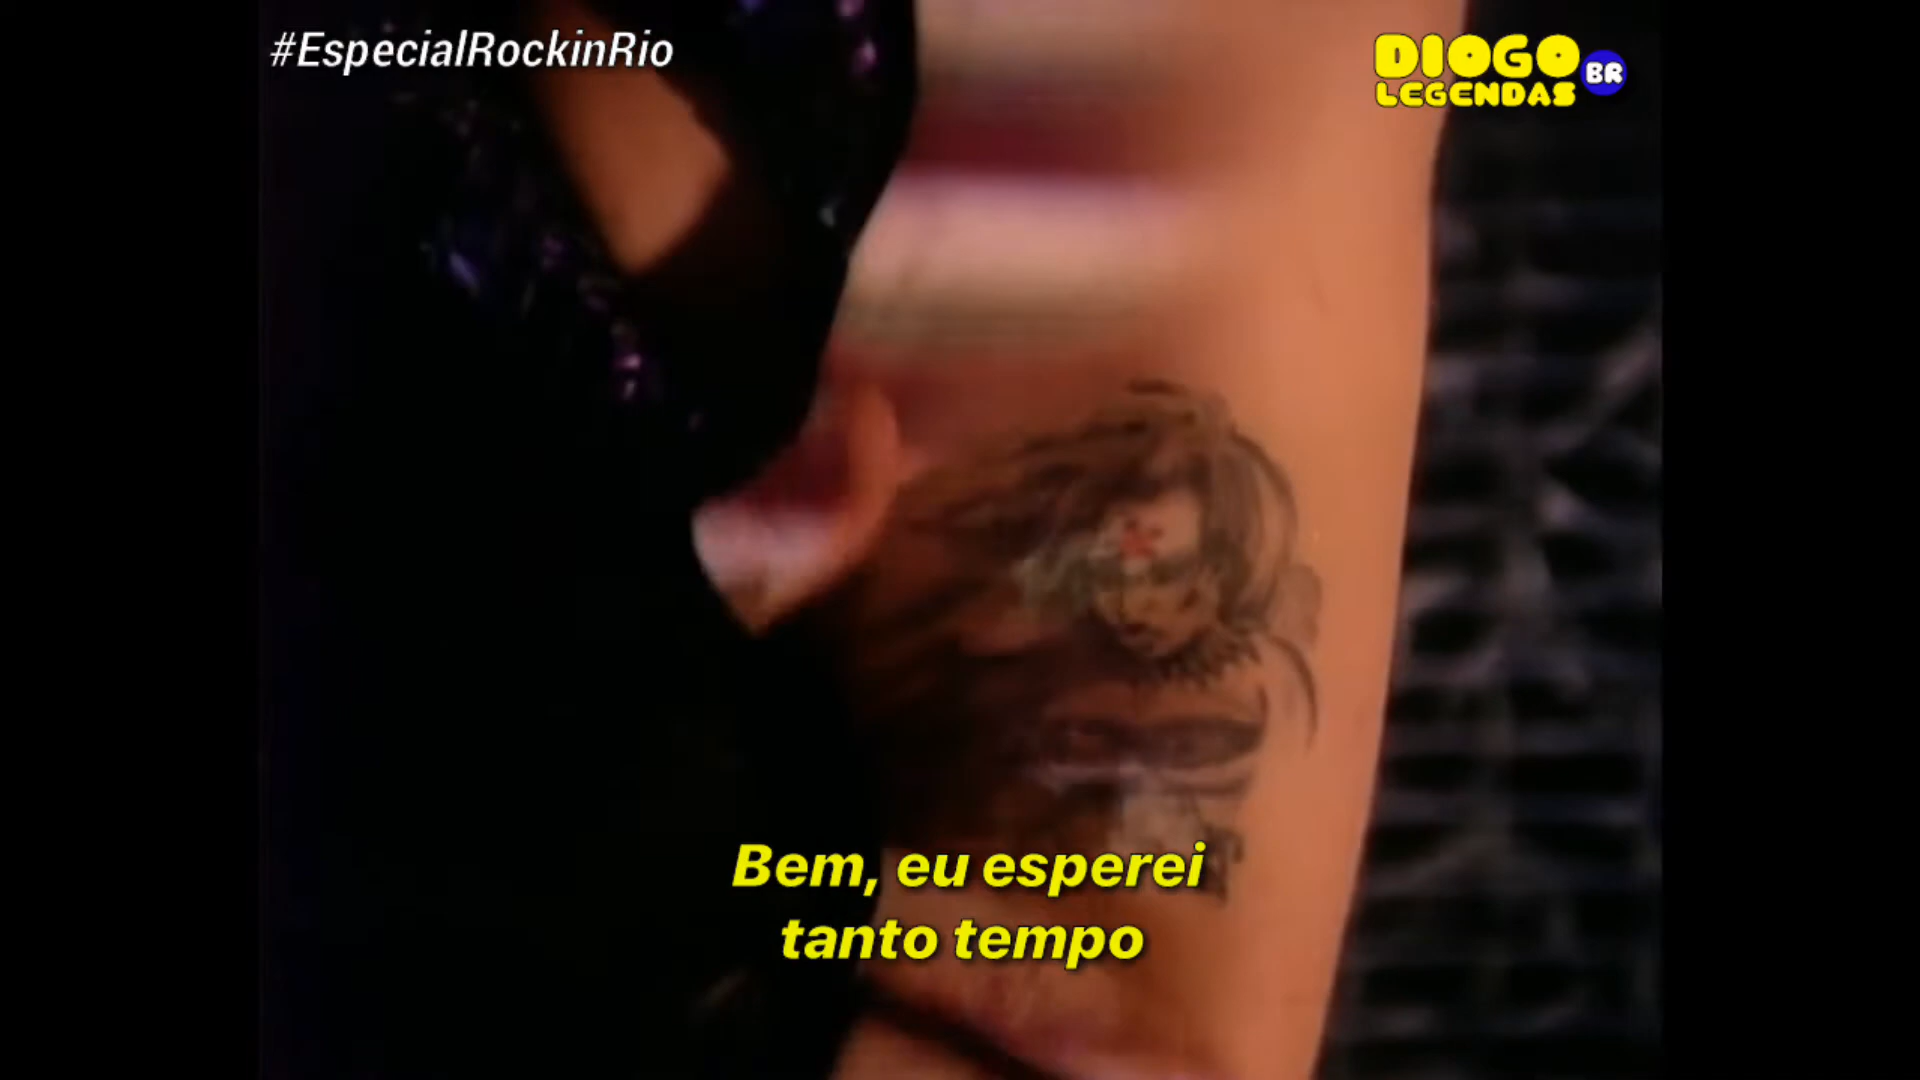 #EspecialRockinRio
DIOGO
LEGENDAS
BR
Bem, eu esperei
tanto tempo